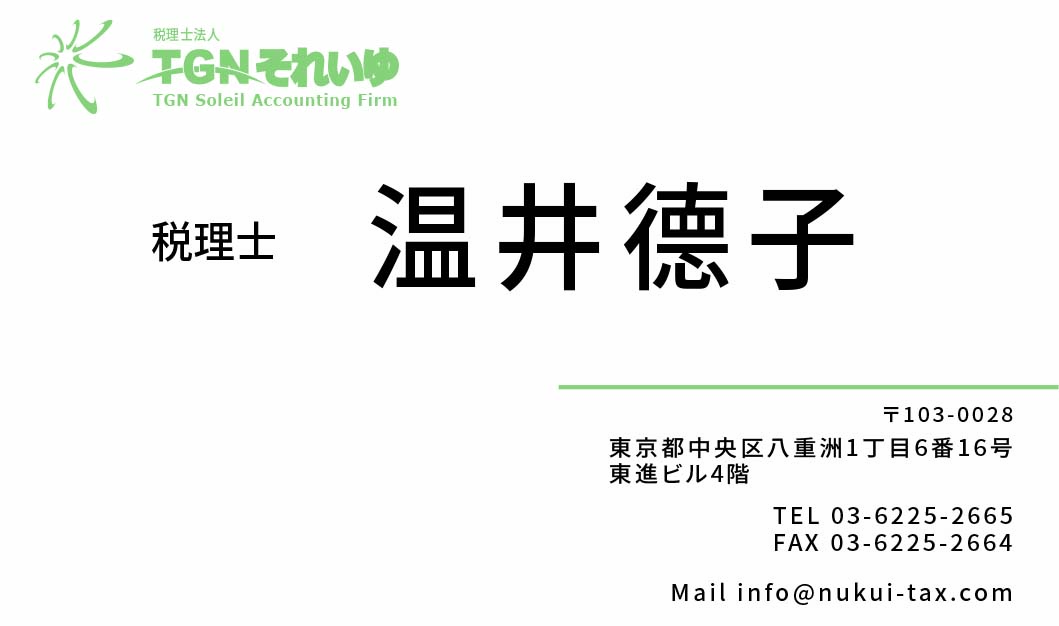 税理士法人
TGNそれいゆ
TGN Soleil Accounting Firm
税理士 温井德子
〒103-0028
東京都中央区八重洲1丁目6番16号
東進ビル4階
TEL 03-6225-2665
FAX 03-6225-2664
Mail info@nukui-tax.com